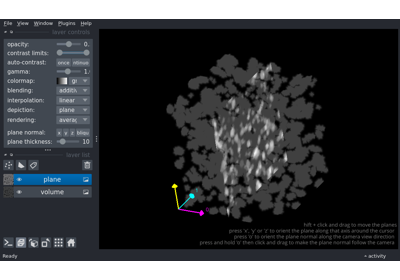 File View Window Plugins Help
layer controls
opacity: 0.
contrast limits:
auto-contrast: once
gamma: 1.
colormap:
blending: additi
interpolation: linear
depiction: plane
rendering: averag
plane normal: x y z
plane thickness: 10
layer list
plane
volume
shift + click and drag to move the plane
press 'x', 'y' or 'z' to orient the plane along that axis around the cursor
press 'o' to orient the plane normal along the camera view direction
press and hold 'o' then click and drag to make the plane normal follow the camera
Ready
activity